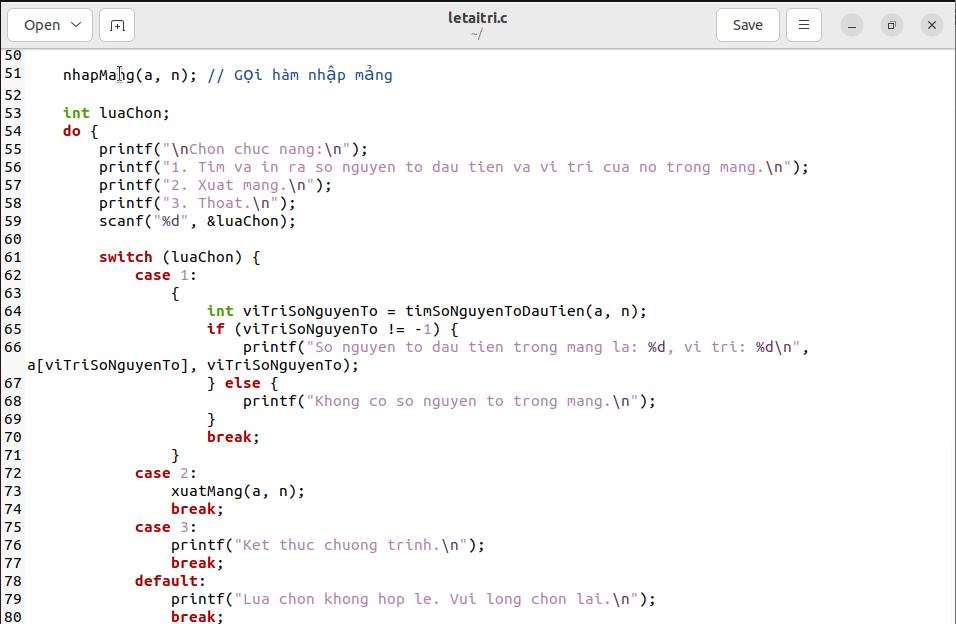 Open
letaitri.c
~/
Save
50
51 nhapMang(a, n); // GỌi hàm nhập mảng
52
53 int luaChon;
54 do {
55 printf("\nChon chuc nang:\n");
56 printf("1. Tim va in ra so nguyen to dau tien va vi tri cua no trong mang.\n");
57 printf("2. Xuat mang.\n");
58 printf("3. Thoat.\n");
59 scanf("%d", &luaChon);
60
61 switch (luaChon) {
62 case 1:
63 {
64 int viTriSoNguyenTo = timSoNguyenToDauTien(a, n);
65 if (viTriSoNguyenTo != -1) {
66 printf("So nguyen to dau tien trong mang la: %d, vi tri: %d\n",
a[viTriSoNguyenTo], viTriSoNguyenTo);
67 } else {
68 printf("Khong co so nguyen to trong mang.\n");
69 }
70 break;
71 }
72 case 2:
73 xuatMang(a, n);
74 break;
75 case 3:
76 printf("Ket thuc chuong trinh.\n");
77 break;
78 default:
79 printf("Lua chon khong hop le. Vui long chon lai.\n");
80 break;